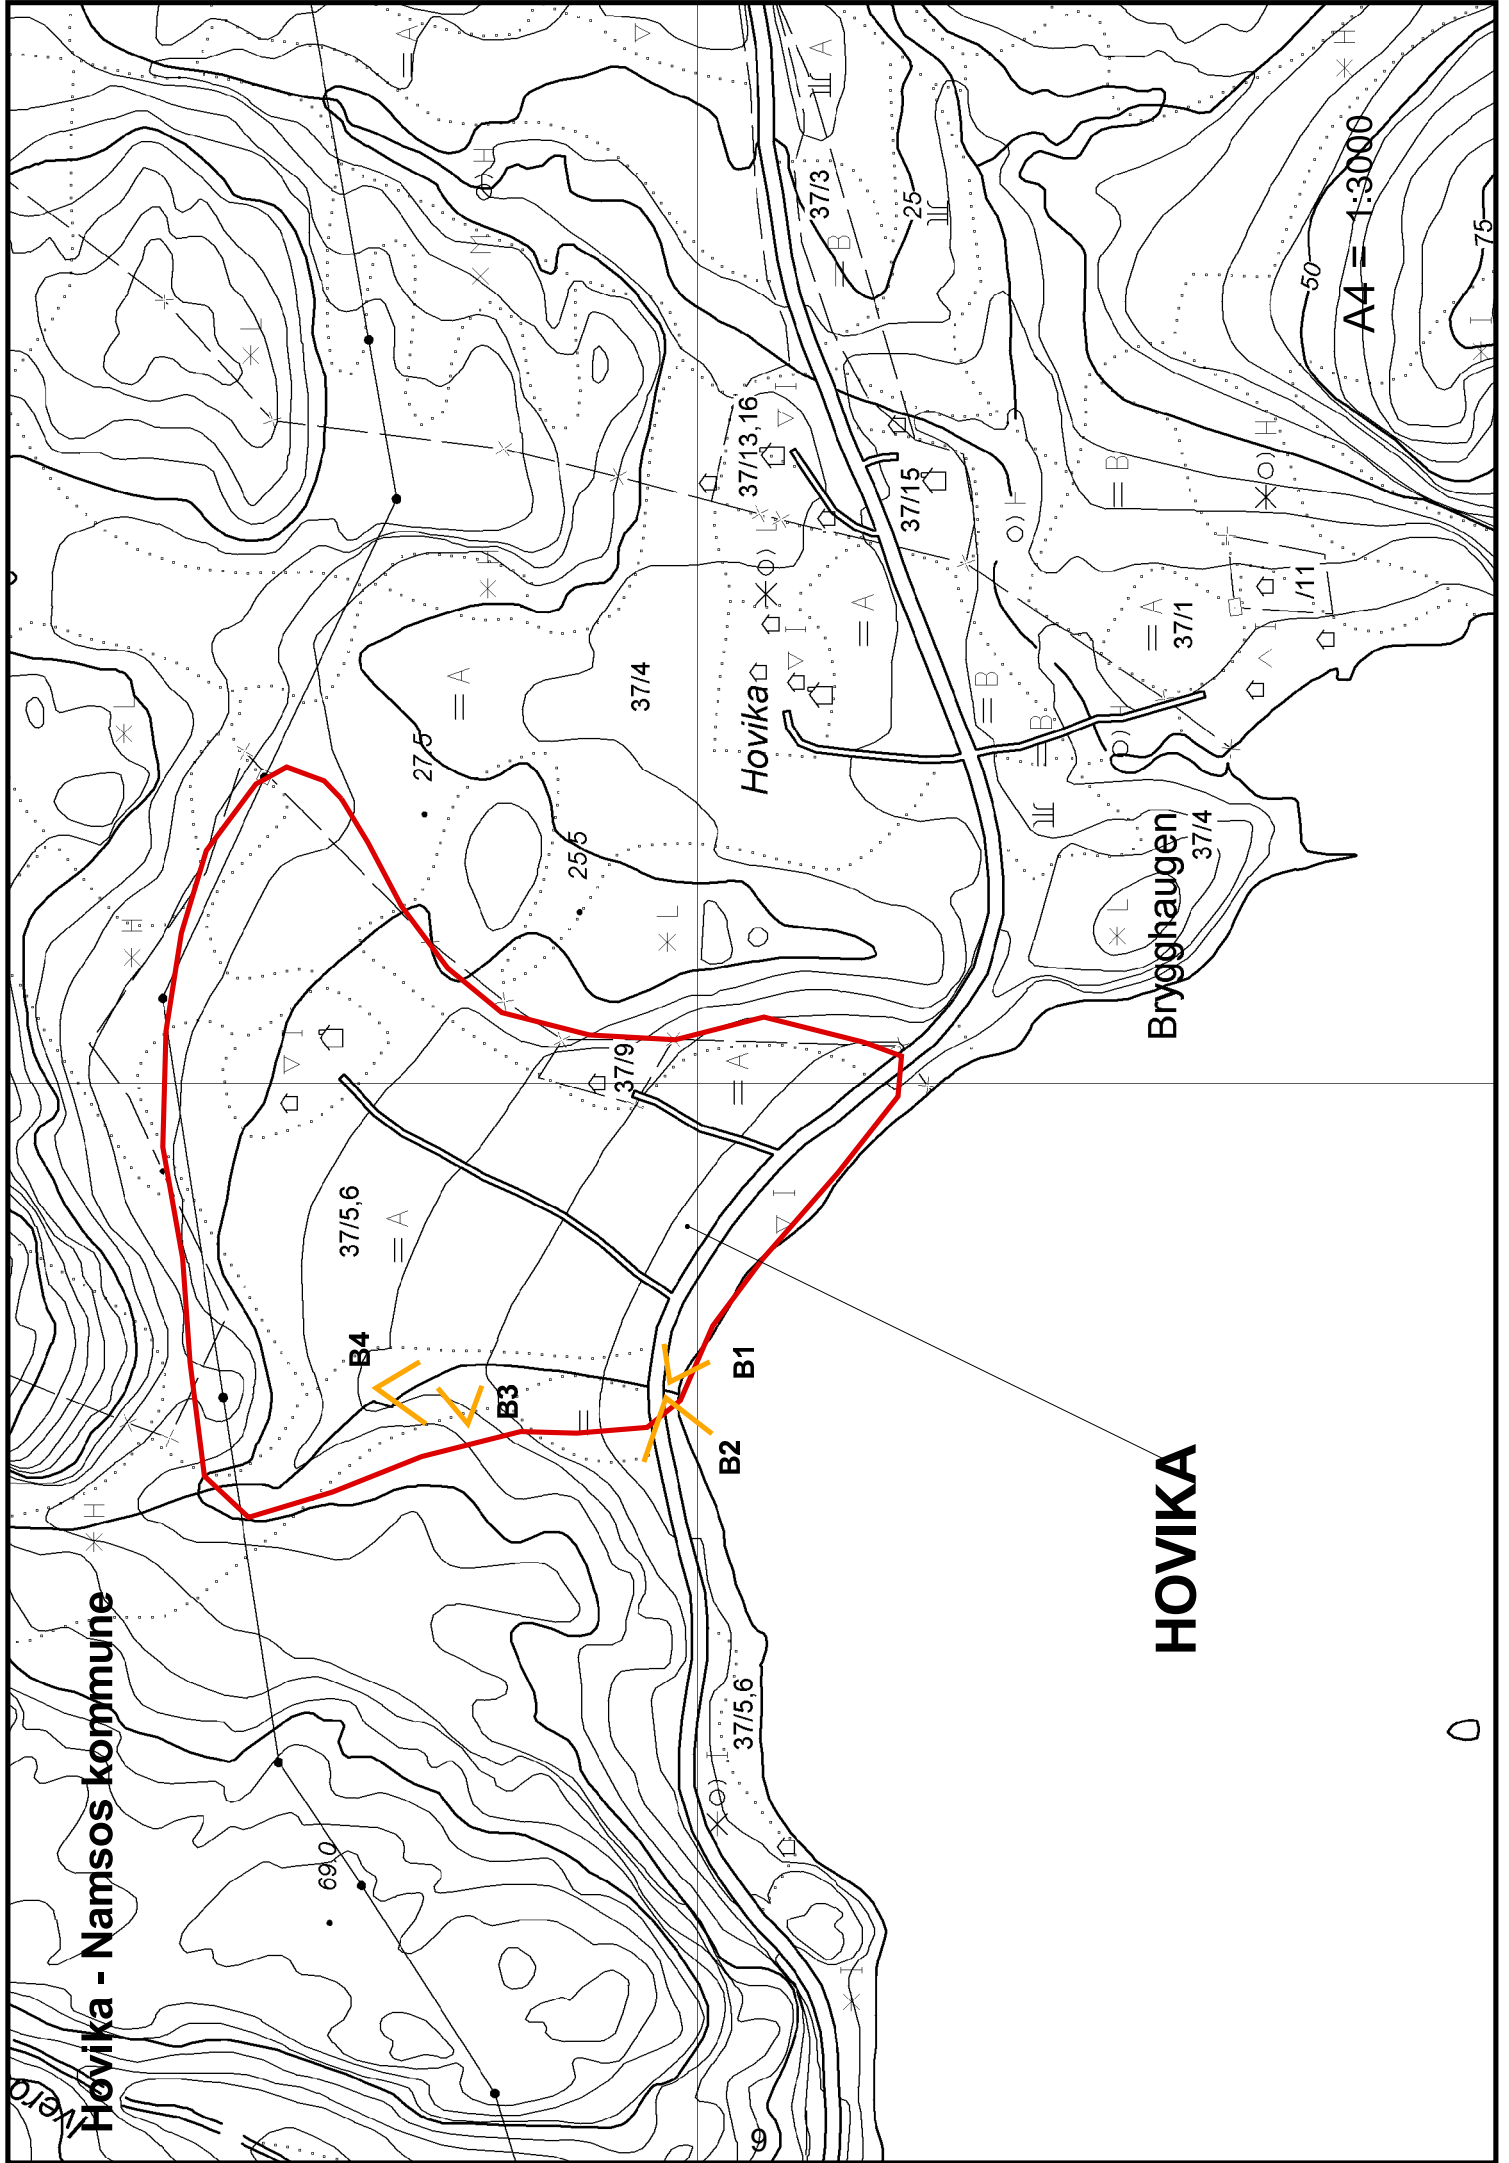 Hovika - Namsos kommune
A4 = 1:3000
HOVIKA
Brygghaugen
Hovika
37/5,6
37/9
37/4
37/13,16
37/15
37/3
37/1
/11
37/4
37/5,6
B4
B3
B1
B2
27,5
25,5
69,0
25
50
75
6
A
H
M
L
A
B
H
I
L
H
A
L
A
I
B
L
B
H
A
I
B
B
H
H
L
I
A
L
A
I
A
I
H
I
I
I